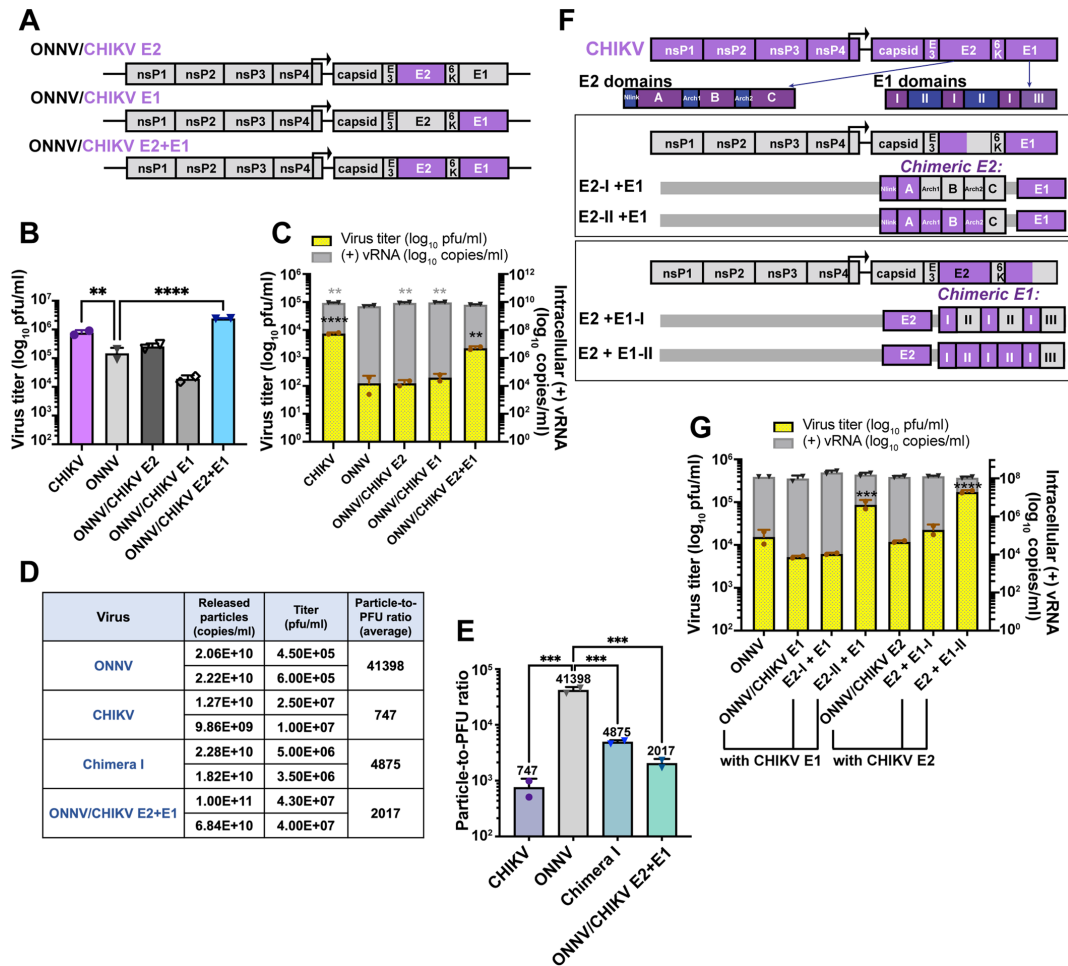 A
ONNV/CHIKV E2
nsP1 nsP2 nsP3 nsP4 capsid E3 E2 6K E1
ONNV/CHIKV E1
nsP1 nsP2 nsP3 nsP4 capsid E3 E2 6K E1
ONNV/CHIKV E2+E1
nsP1 nsP2 nsP3 nsP4 capsid E3 E2 6K E1
B
Virus titer (log10 pfu/ml)
10^7
10^6
10^5
10^4
10^3
10^2
** ****
CHIKV
ONNV
ONNV/CHIKV E2
ONNV/CHIKV E1
ONNV/CHIKV E2+E1
C
Virus titer (log10 pfu/ml)
(+) vRNA (log10 copies/ml)
Virus titer (log10 pfu/ml)
10^6
10^5
10^4
10^3
10^2
10^1
10^0
** ** **
**** **
10^12
10^10
10^8
10^6
10^4
10^2
10^0
Intracellular (+) vRNA
(log10 copies/ml)
CHIKV
ONNV
ONNV/CHIKV E2
ONNV/CHIKV E1
ONNV/CHIKV E2+E1
D
Virus Released particles (copies/ml) Titer (pfu/ml) Particle-to-PFU ratio (average)
ONNV 2.06E+10 4.50E+05 41398
2.22E+10 6.00E+05
CHIKV 1.27E+10 2.50E+07 747
9.86E+09 1.00E+07
Chimera I 2.28E+10 5.00E+06 4875
1.82E+10 3.50E+06
ONNV/CHIKV E2+E1 1.00E+11 4.30E+07 2017
6.84E+10 4.00E+07
E
Particle-to-PFU ratio
10^5
10^4
10^3
10^2
***
*** ***
747
41398
4875
2017
CHIKV
ONNV
Chimera I
ONNV/CHIKV E2+E1
F
CHIKV nsP1 nsP2 nsP3 nsP4 capsid E3 E2 6K E1
E2 domains
Nlink A Arch1 B Arch2 C
E1 domains
I II I II I III
nsP1 nsP2 nsP3 nsP4 capsid E3 6K E1
Chimeric E2:
E2-I +E1 Nlink A Arch1 B Arch2 C E1
E2-II +E1 Nlink A Arch1 B Arch2 C E1
nsP1 nsP2 nsP3 nsP4 capsid E3 E2 6K
Chimeric E1:
E2 +E1-I E2 I II I II I III
E2 + E1-II E2 I II I II I III
G
Virus titer (log10 pfu/ml)
(+) vRNA (log10 copies/ml)
Virus titer (log10 pfu/ml)
10^6
10^5
10^4
10^3
10^2
*** ****
10^8
10^6
10^4
10^2
10^0
Intracellular (+) vRNA
(log10 copies/ml)
ONNV
ONNV/CHIKV E1
E2-I + E1
E2-II + E1
ONNV/CHIKV E2
E2 + E1-I
E2 + E1-II
with CHIKV E1 with CHIKV E2